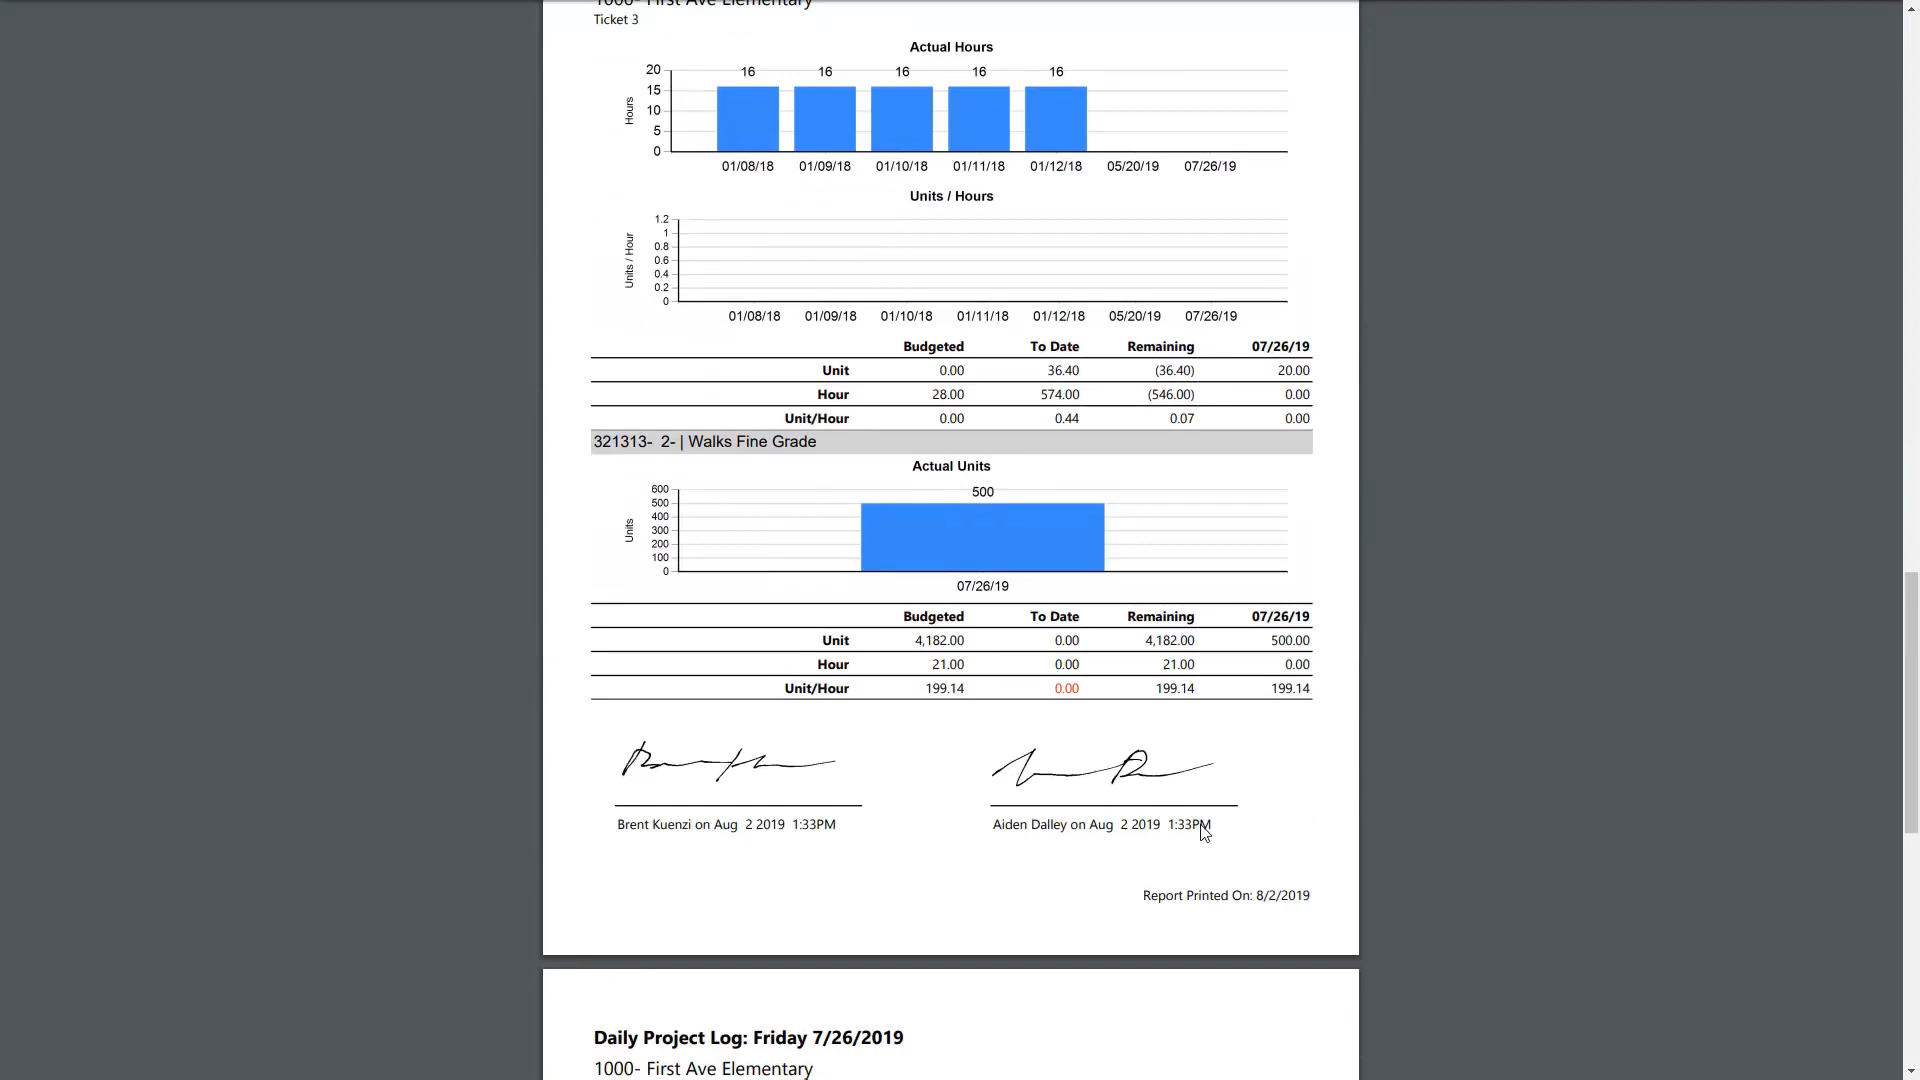 1000- First Ave Elementary
Ticket 3
Actual Hours
Hours
20
15
10
5
0
16 16 16 16 16
01/08/18 01/09/18 01/10/18 01/11/18 01/12/18 05/20/19 07/26/19
Units / Hours
Units / Hour
1.2
1
0.8
0.6
0.4
0.2
0
01/08/18 01/09/18 01/10/18 01/11/18 01/12/18 05/20/19 07/26/19
Budgeted To Date Remaining 07/26/19
Unit 0.00 36.40 (36.40) 20.00
Hour 28.00 574.00 (546.00) 0.00
Unit/Hour 0.00 0.44 0.07 0.00
321313- 2- | Walks Fine Grade
Actual Units
Units
600
500
400
300
200
100
0
500
07/26/19
Budgeted To Date Remaining 07/26/19
Unit 4,182.00 0.00 4,182.00 500.00
Hour 21.00 0.00 21.00 0.00
Unit/Hour 199.14 0.00 199.14 199.14
Brent Kuenzi on Aug 2 2019 1:33PM
Aiden Dalley on Aug 2 2019 1:33PM
Report Printed On: 8/2/2019
Daily Project Log: Friday 7/26/2019
1000- First Ave Elementary